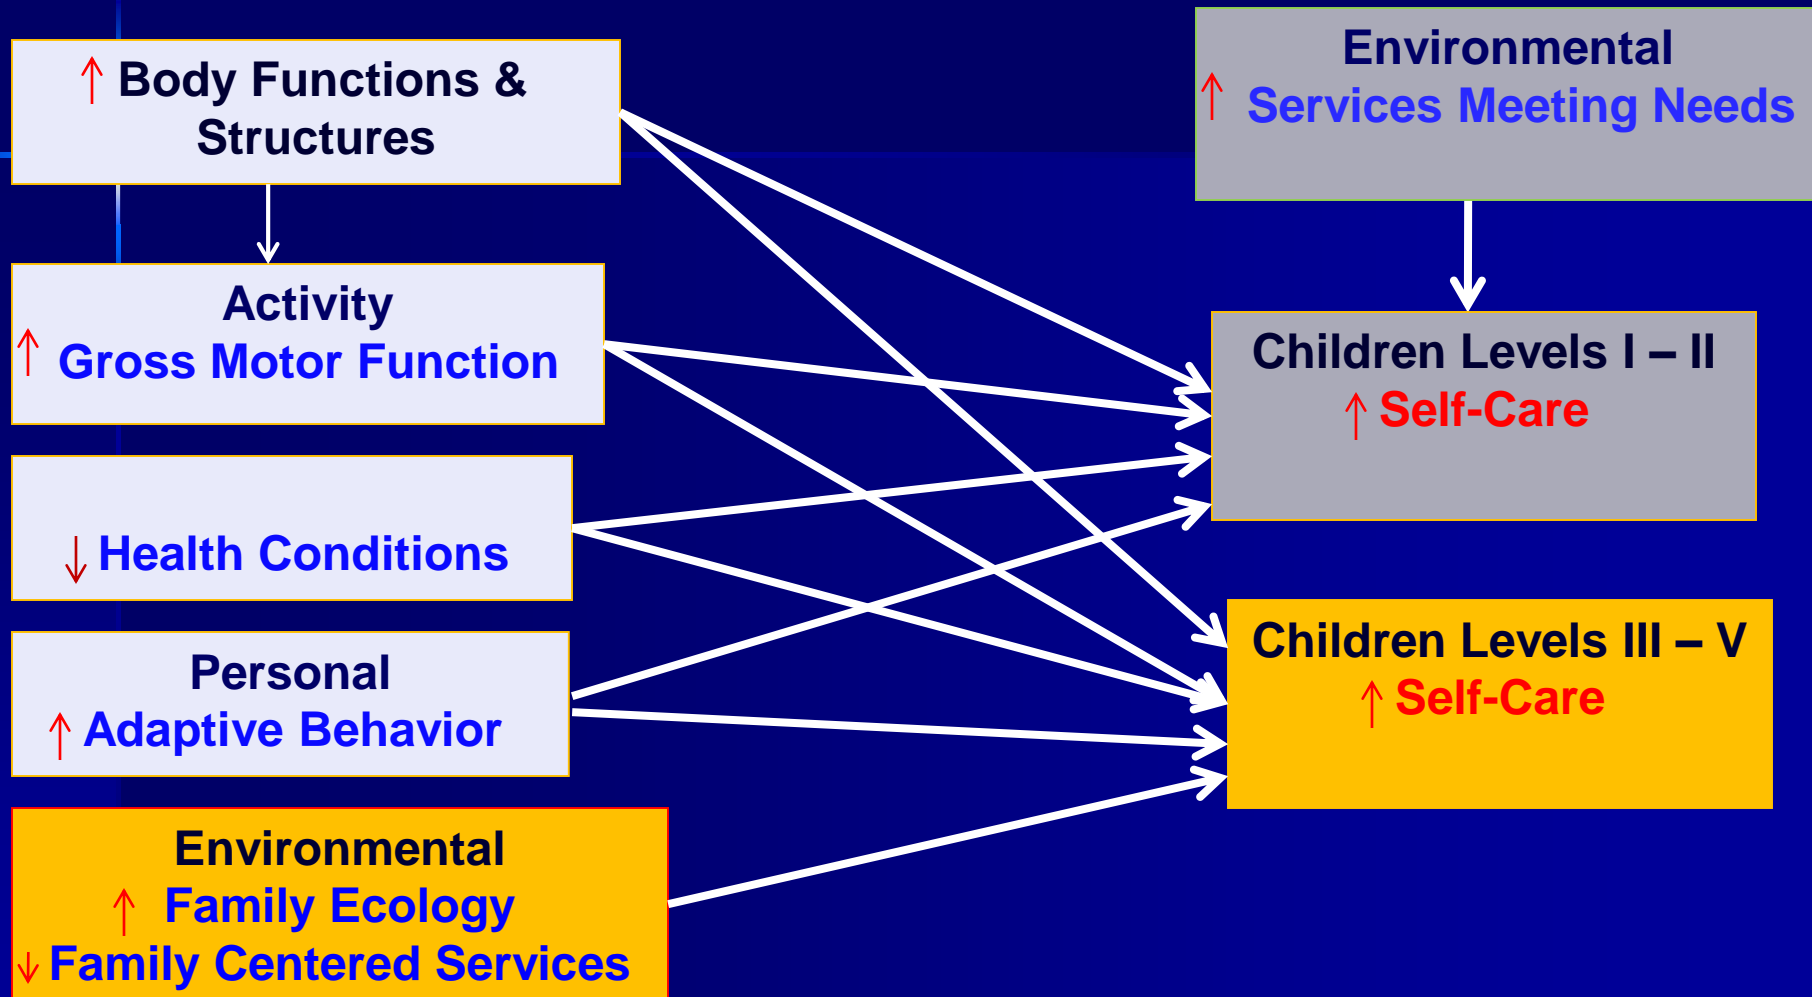 ↑ Body Functions &
Structures
Activity
↑ Gross Motor Function
↓ Health Conditions
Personal
↑ Adaptive Behavior
Environmental
↑ Family Ecology
↓ Family Centered Services
Environmental
↑ Services Meeting Needs
Children Levels I – II
↑ Self-Care
Children Levels III – V
↑ Self-Care